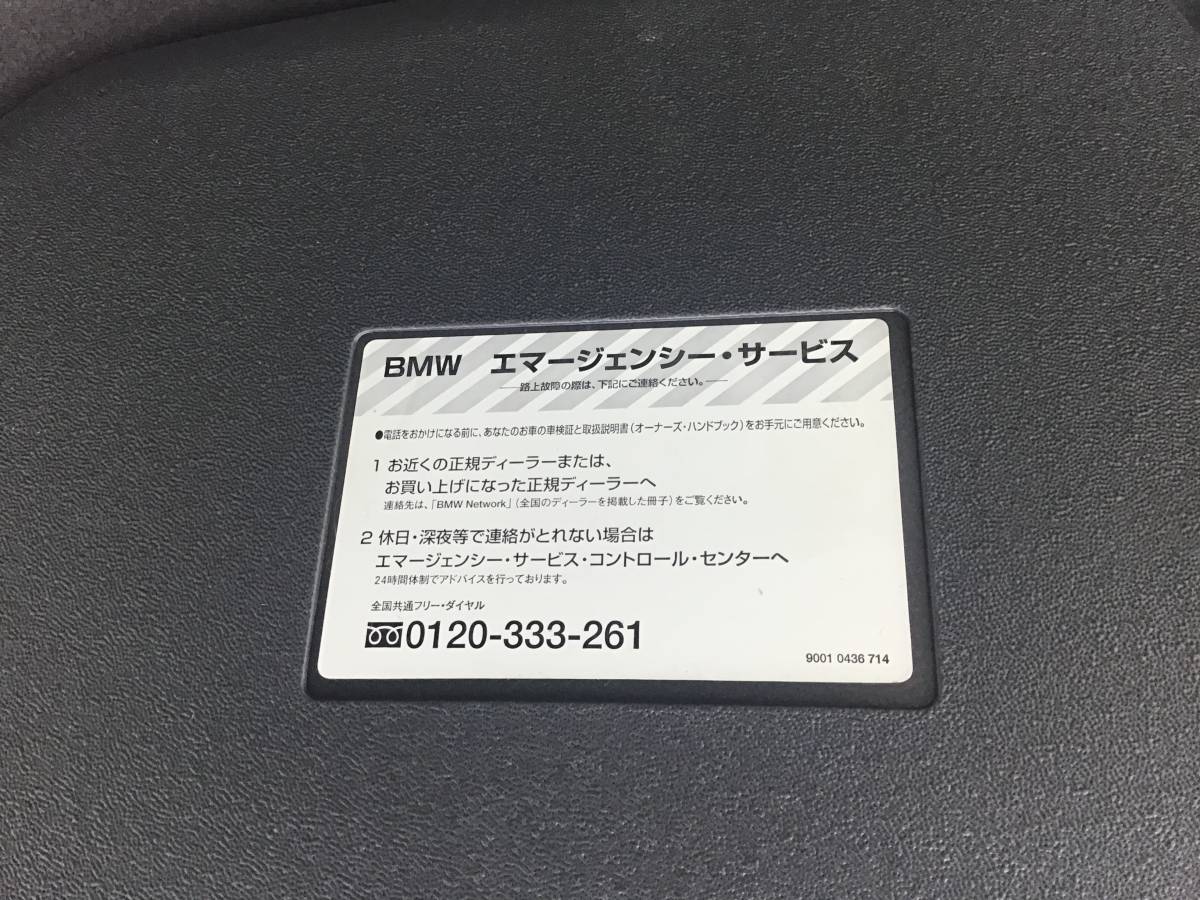 BMW エマージェンシー・サービス
路上故障の際は、下記にご連絡ください。
●電話をおかけになる前に、あなたのお車の車検証と取扱説明書（オーナーズ・ハンドブック）をお手元にご用意ください。
1 お近くの正規ディーラーまたは、
お買い上げになった正規ディーラーへ
連絡先は、「BMW Network」（全国のディーラーを掲載した冊子）をご覧ください。
2 休日・深夜等で連絡がとれない場合は
エマージェンシー・サービス・コントロール・センターへ
24時間体制でアドバイスを行っております。
全国共通フリー・ダイヤル
0120-333-261
9001 0436 714